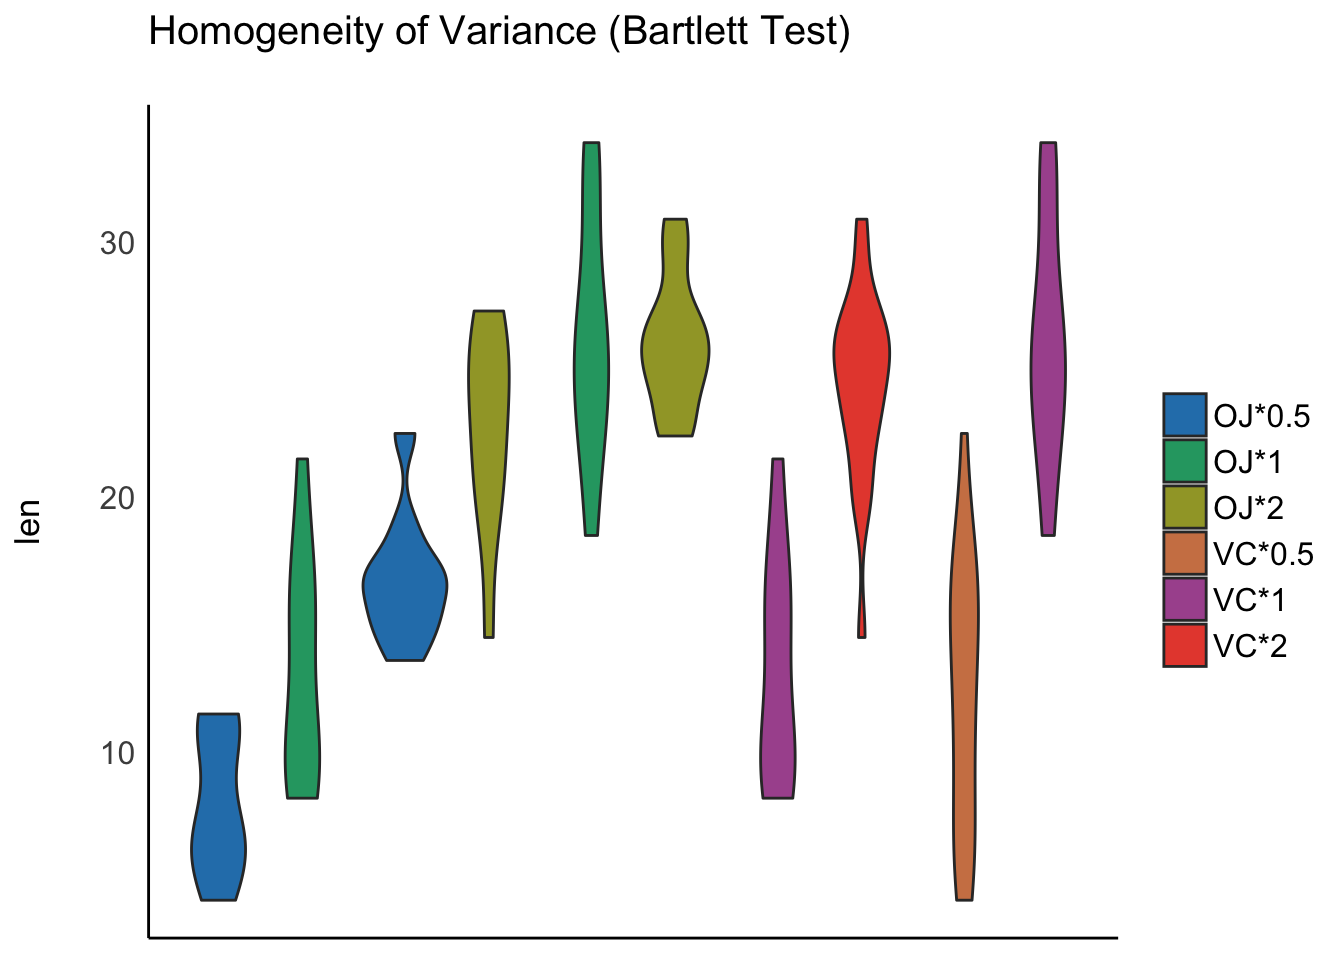 Homogeneity of Variance (Bartlett Test)
30
20
10
len
OJ*0.5
OJ*1
OJ*2
VC*0.5
VC*1
VC*2